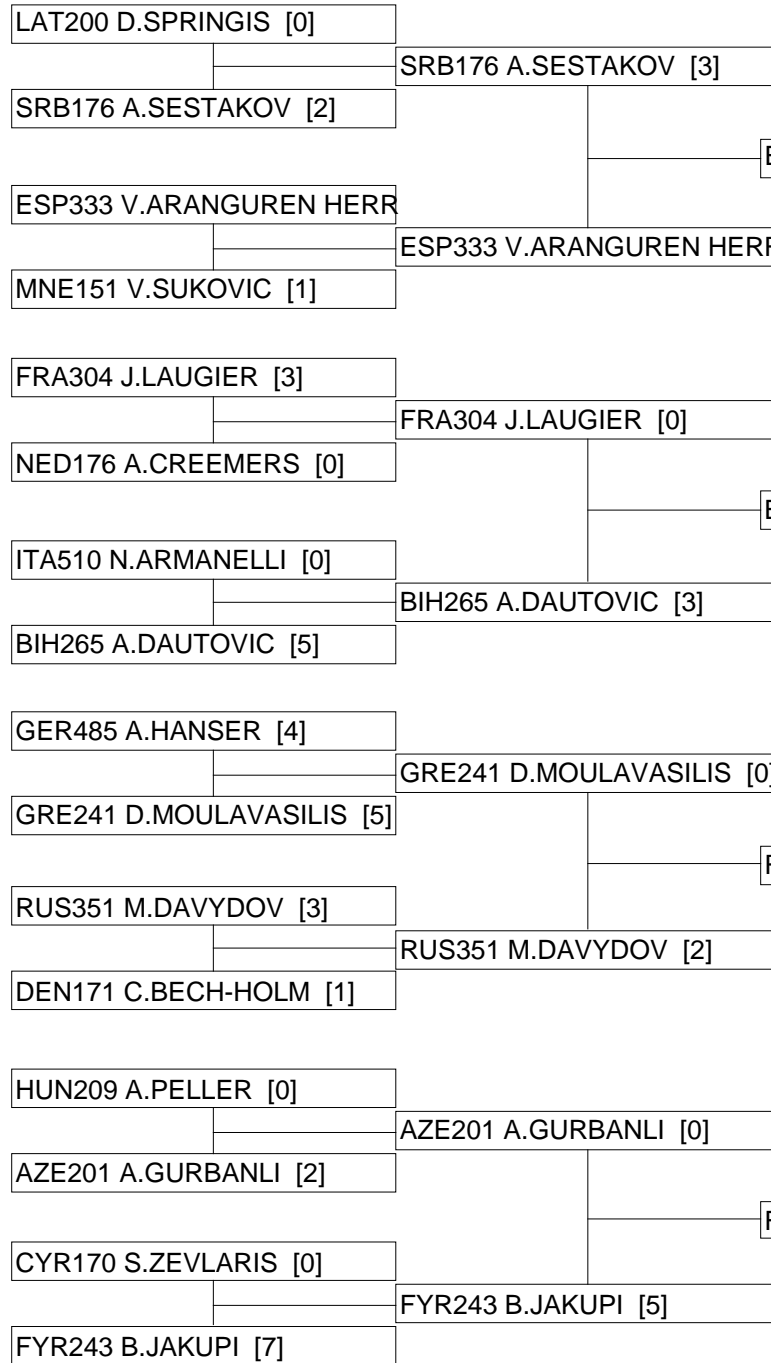 LAT200 D.SPRINGIS [0]
SRB176 A.SESTAKOV [3]
SRB176 A.SESTAKOV [2]
ESP333 V.ARANGUREN HERR
ESP333 V.ARANGUREN HERR
MNE151 V.SUKOVIC [1]
FRA304 J.LAUGIER [3]
FRA304 J.LAUGIER [0]
NED176 A.CREEMERS [0]
ITA510 N.ARMANELLI [0]
BIH265 A.DAUTOVIC [3]
BIH265 A.DAUTOVIC [5]
GER485 A.HANSER [4]
GRE241 D.MOULAVASILIS [0]
GRE241 D.MOULAVASILIS [5]
RUS351 M.DAVYDOV [3]
RUS351 M.DAVYDOV [2]
DEN171 C.BECH-HOLM [1]
HUN209 A.PELLER [0]
AZE201 A.GURBANLI [0]
AZE201 A.GURBANLI [2]
CYR170 S.ZEVLARIS [0]
FYR243 B.JAKUPI [5]
FYR243 B.JAKUPI [7]